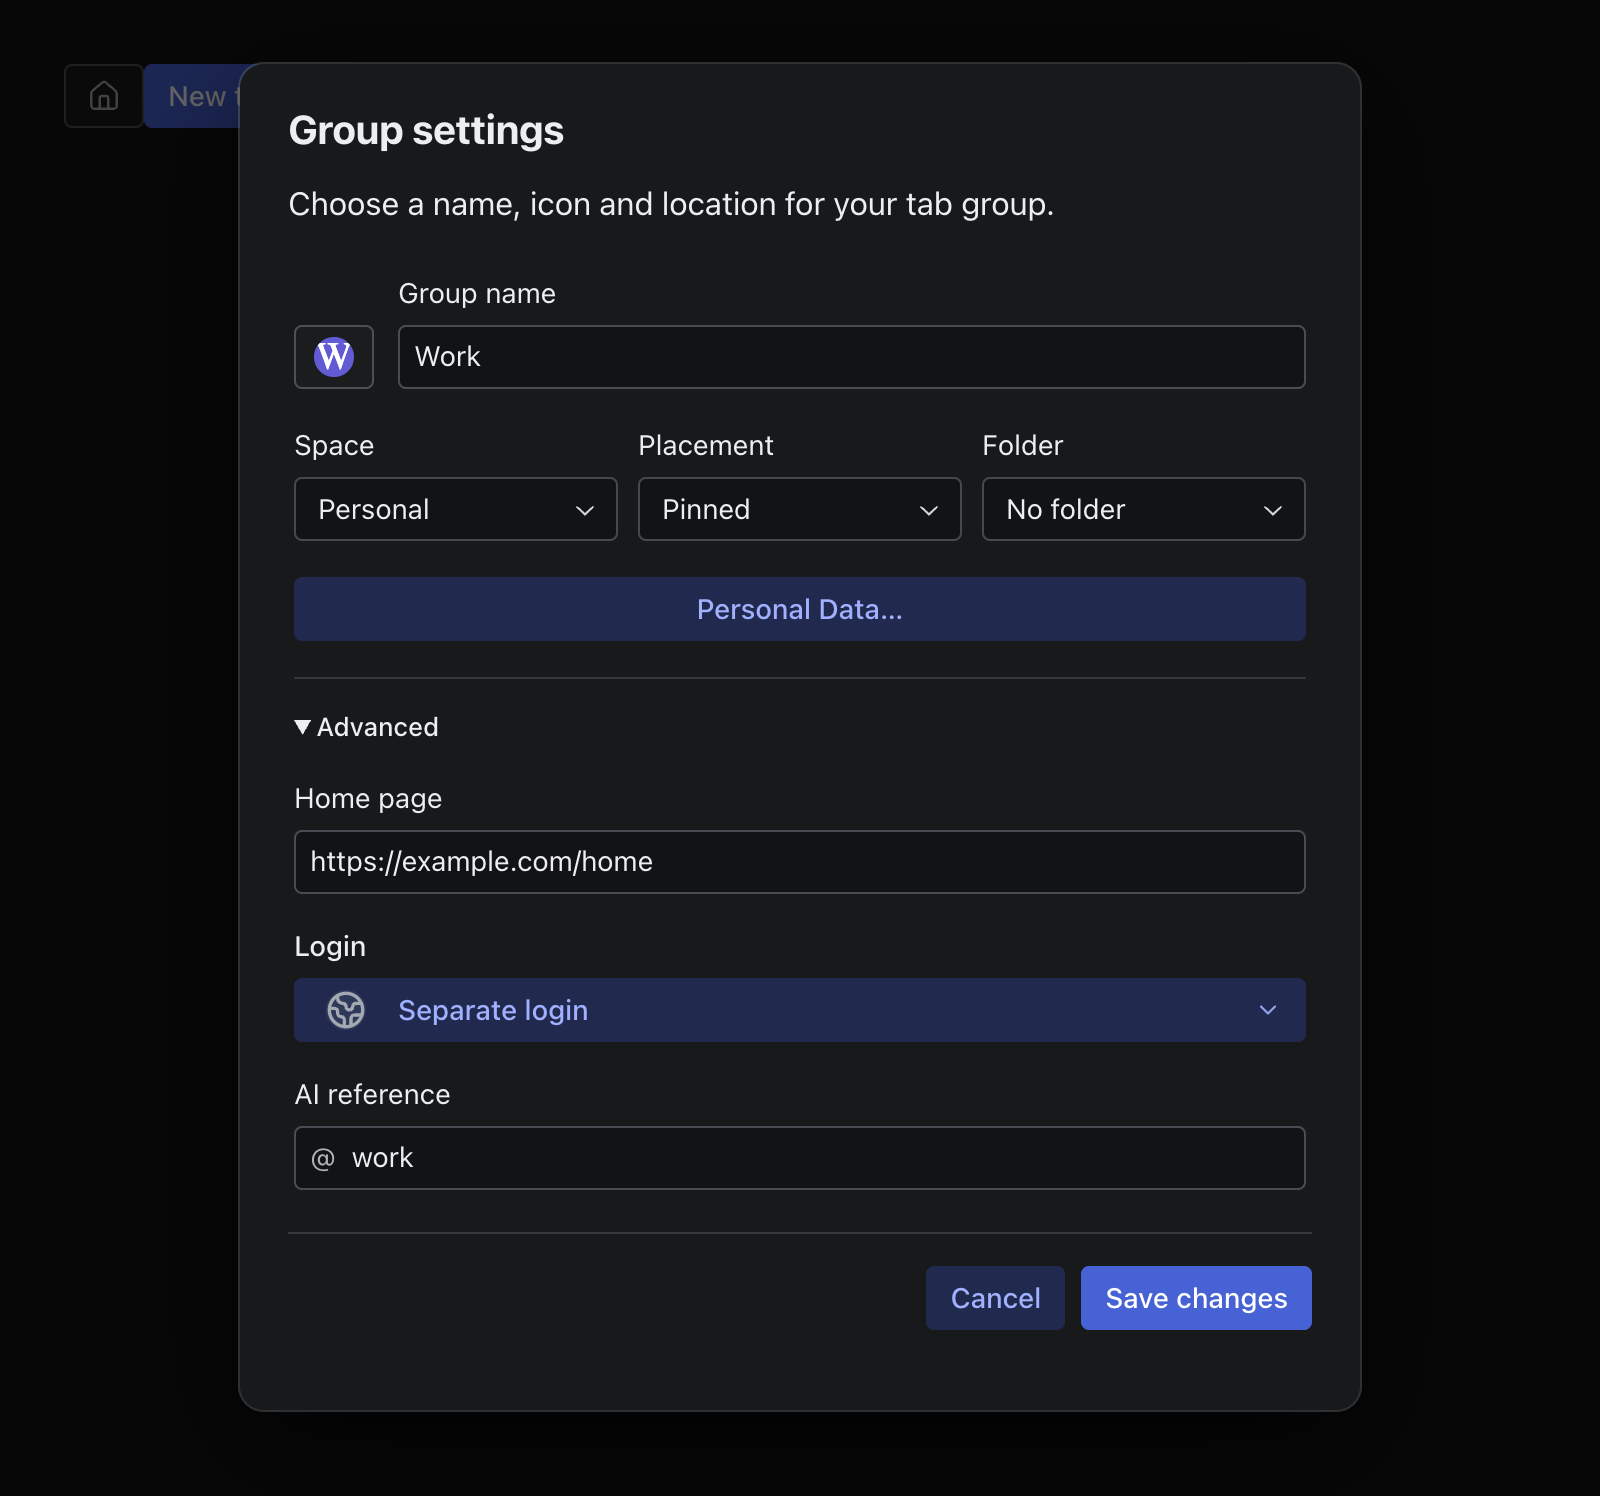 New t
Group settings
Choose a name, icon and location for your tab group.
Group name
W
Work
Space
Placement
Folder
Personal
Pinned
No folder
Personal Data...
Advanced
Home page
https://example.com/home
Login
Separate login
AI reference
@ work
Cancel
Save changes